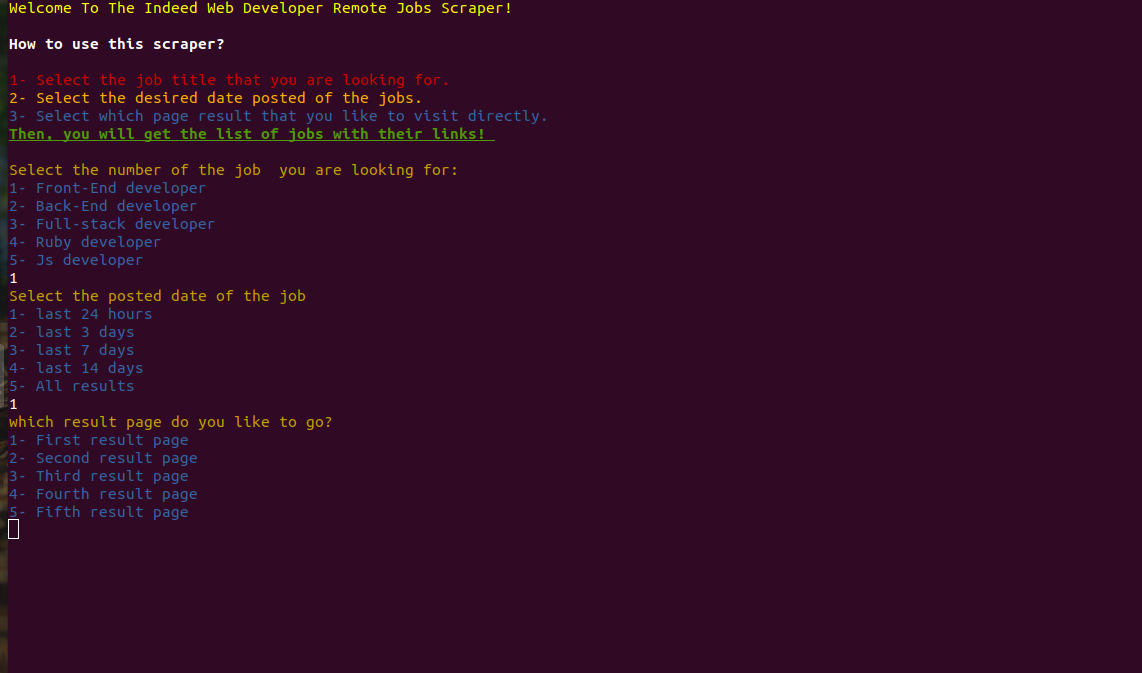 Welcome To The Indeed Web Developer Remote Jobs Scraper!
How to use this scraper?
1- Select the job title that you are looking for.
2- Select the desired date posted of the jobs.
3- Select which page result that you like to visit directly.
Then, you will get the list of jobs with their links!
Select the number of the job  you are looking for:
1- Front-End developer
2- Back-End developer
3- Full-stack developer
4- Ruby developer
5- Js developer
1
Select the posted date of the job
1- last 24 hours
2- last 3 days
3- last 7 days
4- last 14 days
5- All results
1
which result page do you like to go?
1- First result page
2- Second result page
3- Third result page
4- Fourth result page
5- Fifth result page